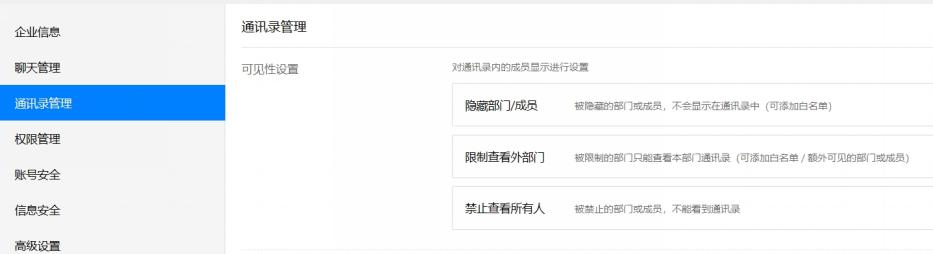 企业信息
聊天管理
通讯录管理
权限管理
账号安全
信息安全
高级设置
通讯录管理
可见性设置
对通讯录内的成员显示进行设置
隐藏部门/成员 被隐藏的部门或成员，不会显示在通讯录中（可添加白名单）
限制查看外部门 被限制的部门只能查看本部门通讯录（可添加白名单 / 额外可见的部门或成员）
禁止查看所有人 被禁止的部门或成员，不能看到通讯录